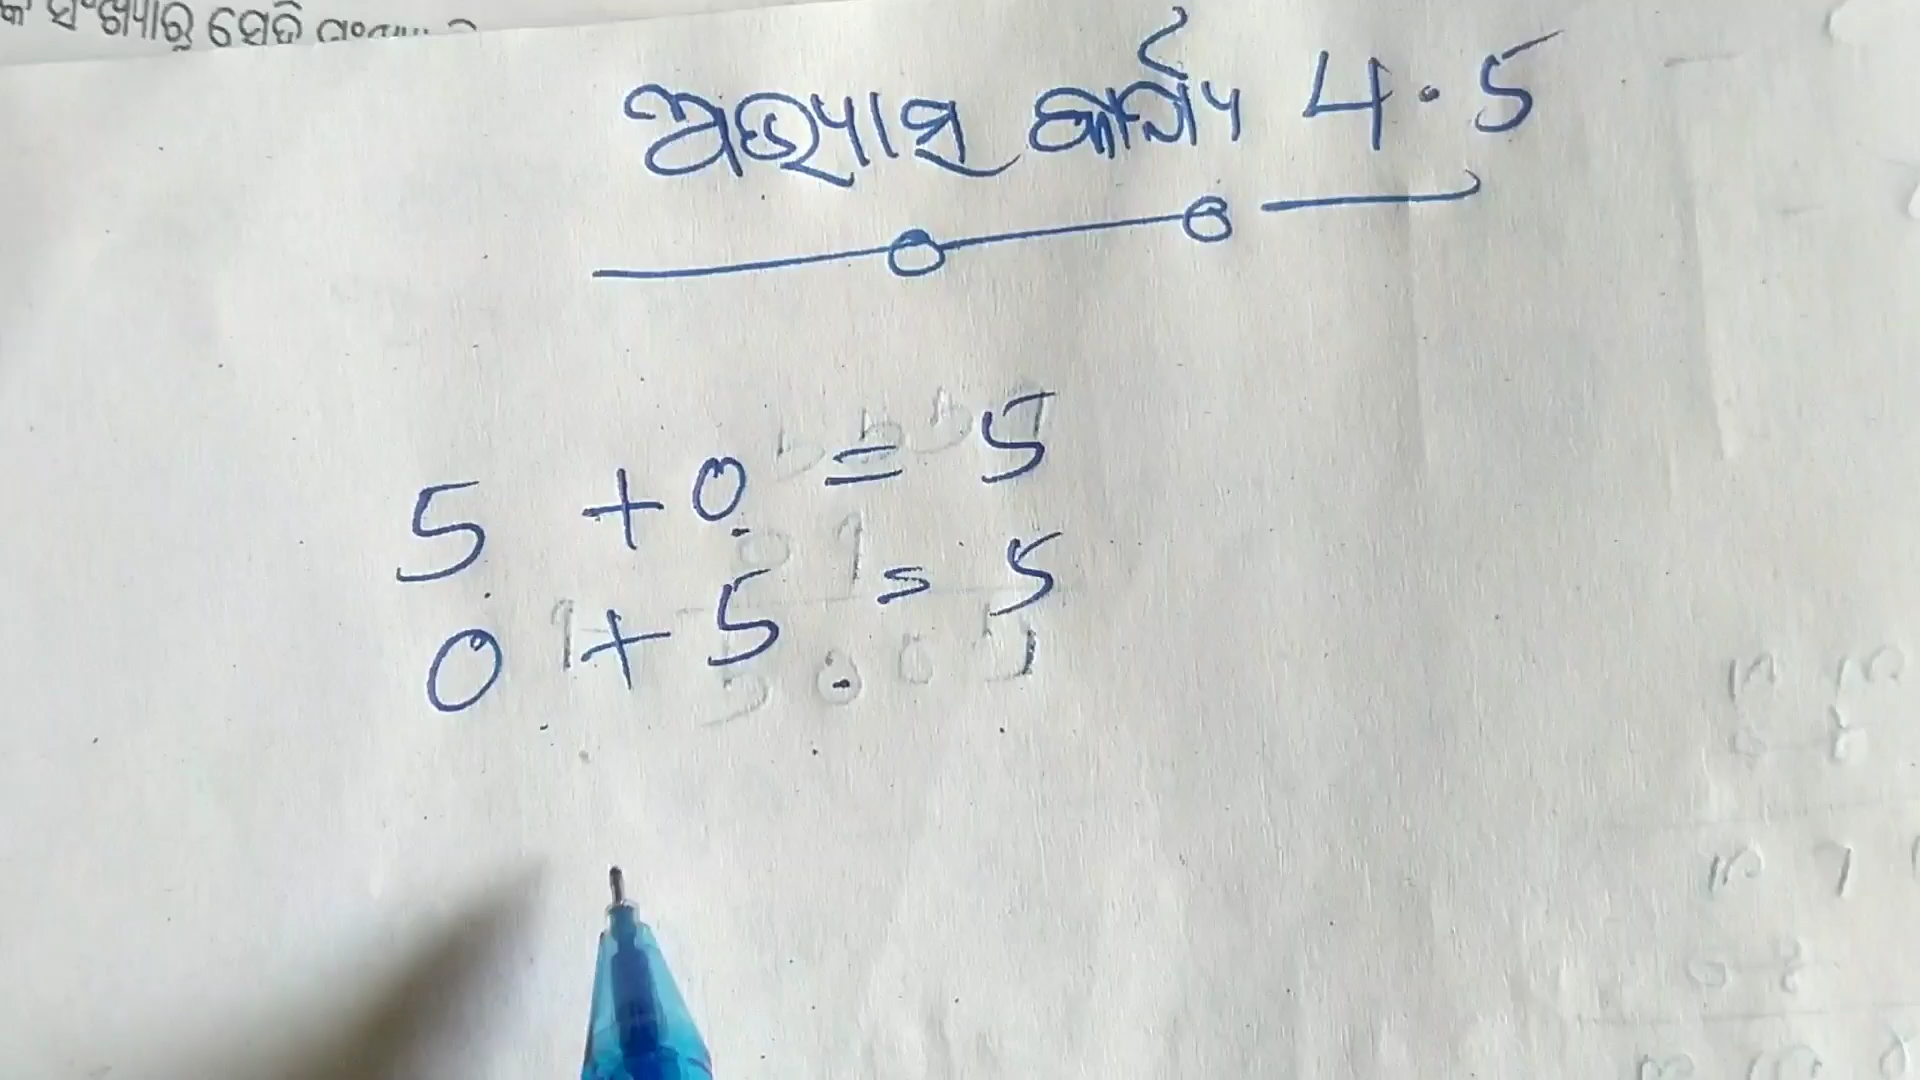 ସଂଖ୍ୟାରୁ ସେହି
ଅଭ୍ୟାସ କାର୍ଯ୍ୟ 4.5
5 + 0 = 5
0 + 5 = 5